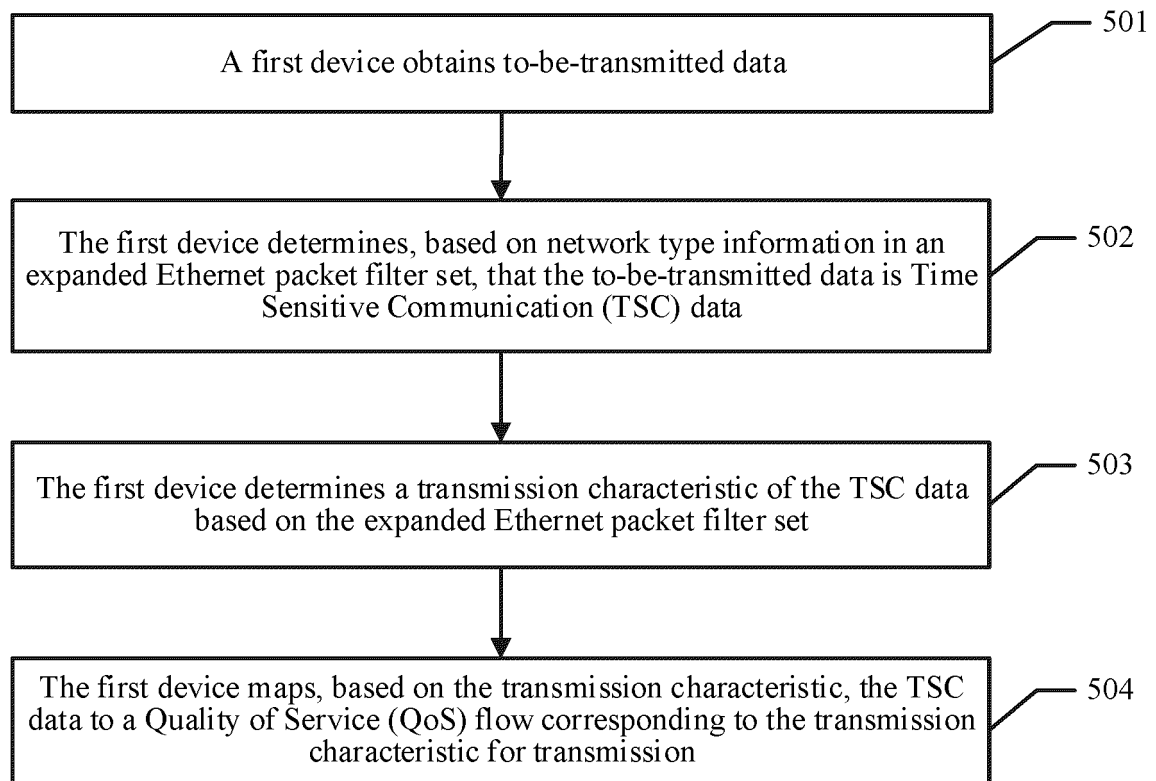 A first device obtains to-be-transmitted data
501
The first device determines, based on network type information in an
expanded Ethernet packet filter set, that the to-be-transmitted data is Time
Sensitive Communication (TSC) data
502
The first device determines a transmission characteristic of the TSC data
based on the expanded Ethernet packet filter set
503
The first device maps, based on the transmission characteristic, the TSC
data to a Quality of Service (QoS) flow corresponding to the transmission
characteristic for transmission
504